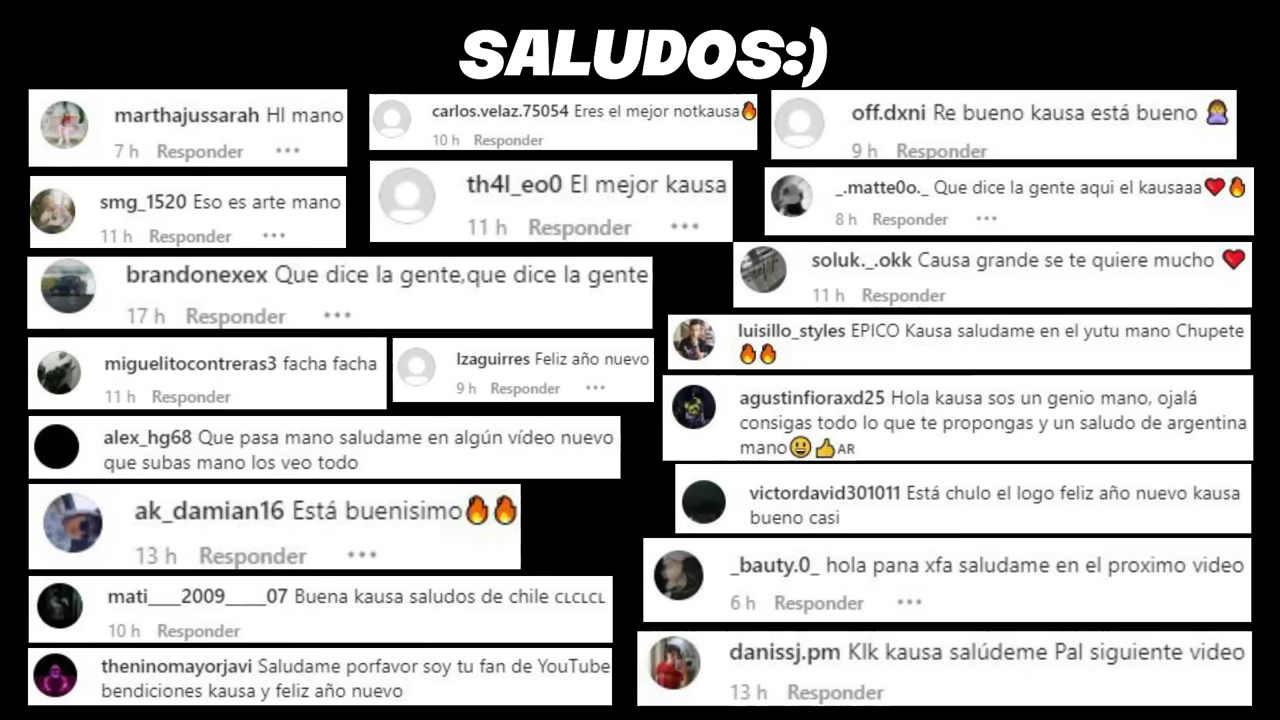 SALUDOS:)
marthajussarah HI mano
7 h Responder •••
smg_1520 Eso es arte mano
11 h Responder •••
carlos.velaz.75054 Eres el mejor notkausa🔥
10 h Responder
th4l_eo0 El mejor kausa
11 h Responder •••
off.dxni Re bueno kausa está bueno 🙍‍♀️
9 h Responder
_.matte0o._ Que dice la gente aqui el kausaaa❤️🔥
8 h Responder •••
brandonexex Que dice la gente,que dice la gente
17 h Responder •••
soluk._.okk Causa grande se te quiere mucho ❤️
11 h Responder
miguelitocontreras3 facha facha
11 h Responder
Izaguirres Feliz año nuevo
9 h Responder •••
luisillo_styles EPICO Kausa saludame en el yutu mano Chupete
🔥🔥
alex_hg68 Que pasa mano saludame en algún vídeo nuevo
que subas mano los veo todo
agustinfioraxd25 Hola kausa sos un genio mano, ojalá
consigas todo lo que te propongas y un saludo de argentina
mano😀👍AR
ak_damian16 Está buenisimo🔥🔥
13 h Responder •••
victordavid301011 Está chulo el logo feliz año nuevo kausa
bueno casi
mati____2009_____07 Buena kausa saludos de chile CLCLCL
10 h Responder
_bauty.0_ hola pana xfa saludame en el proximo video
6 h Responder •••
theninomayorjavi Saludame porfavor soy tu fan de YouTube
bendiciones kausa y feliz año nuevo
danissj.pm Klk kausa salúdeme Pal siguiente video
13 h Responder